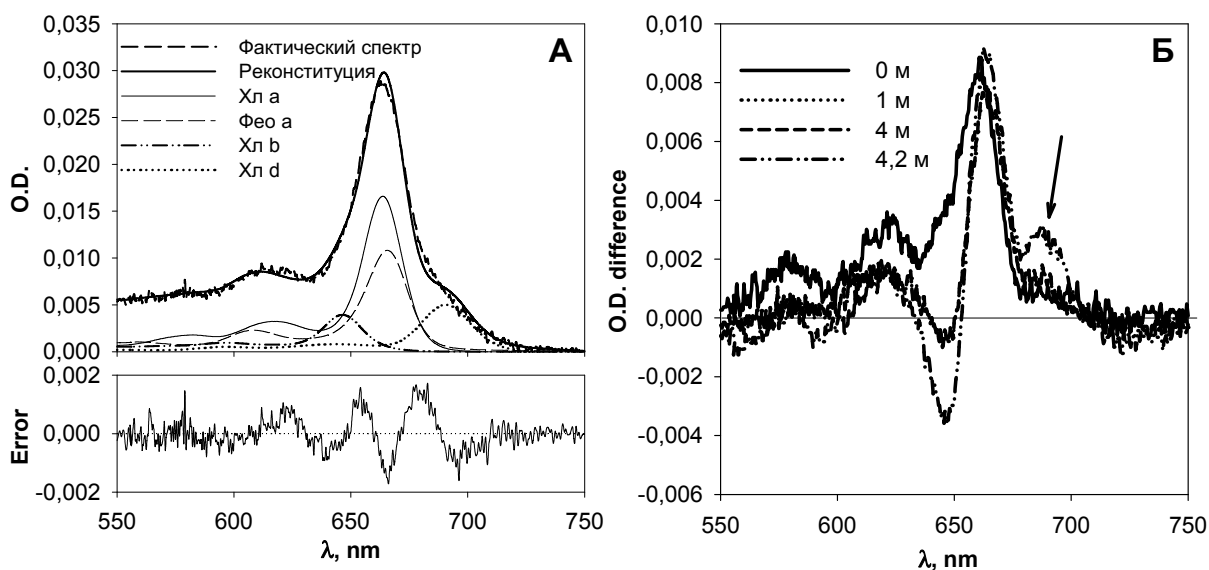 А
0,035
0,030
0,025
0,020
0,015
0,010
0,005
0,000
O.D.
Фактический спектр
Реконституция
Хл a
Фео a
Хл b
Хл d
0,002
0,000
-0,002
Error
550 600 650 700 750
λ, nm
Б
0,010
0,008
0,006
0,004
0,002
0,000
-0,002
-0,004
-0,006
O.D. difference
0 м
1 м
4 м
4,2 м
550 600 650 700 750
λ, nm